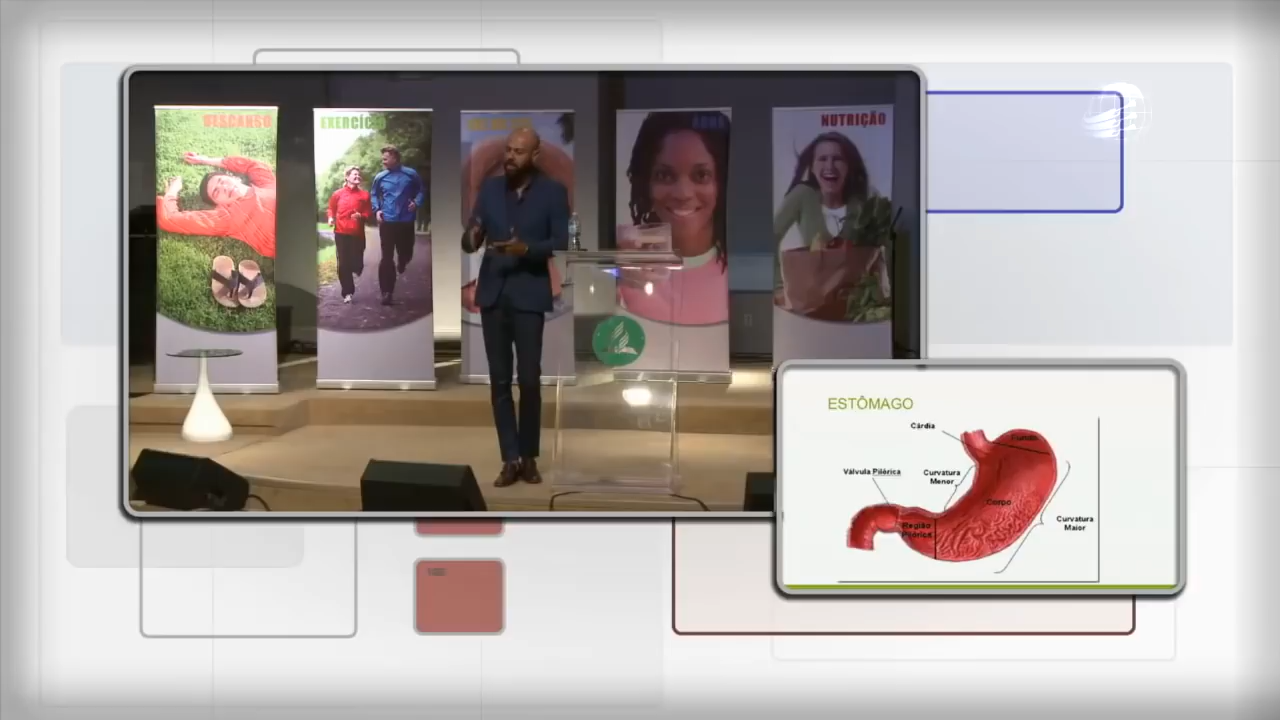 DESCANSO
EXERCÍCIO
NUTRIÇÃO
ESTÔMAGO
Cárdia
Fundo
Válvula Pilórica
Curvatura
Menor
Corpo
Região
Pilórica
Curvatura
Maior